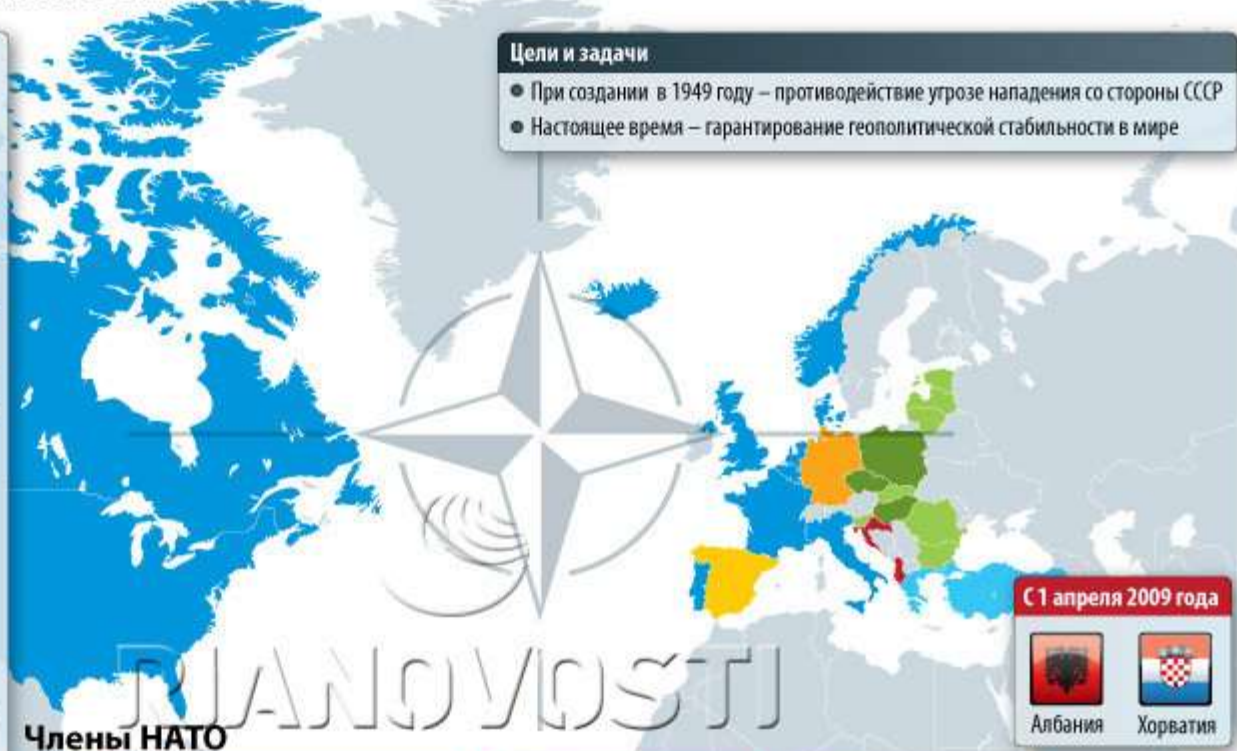 Цели и задачи
● При создании в 1949 году – противодействие угрозе нападения со стороны СССР
● Настоящее время – гарантирование геополитической стабильности в мире
С 1 апреля 2009 года
Албания Хорватия
RIANOVOSTI
Члены НАТО